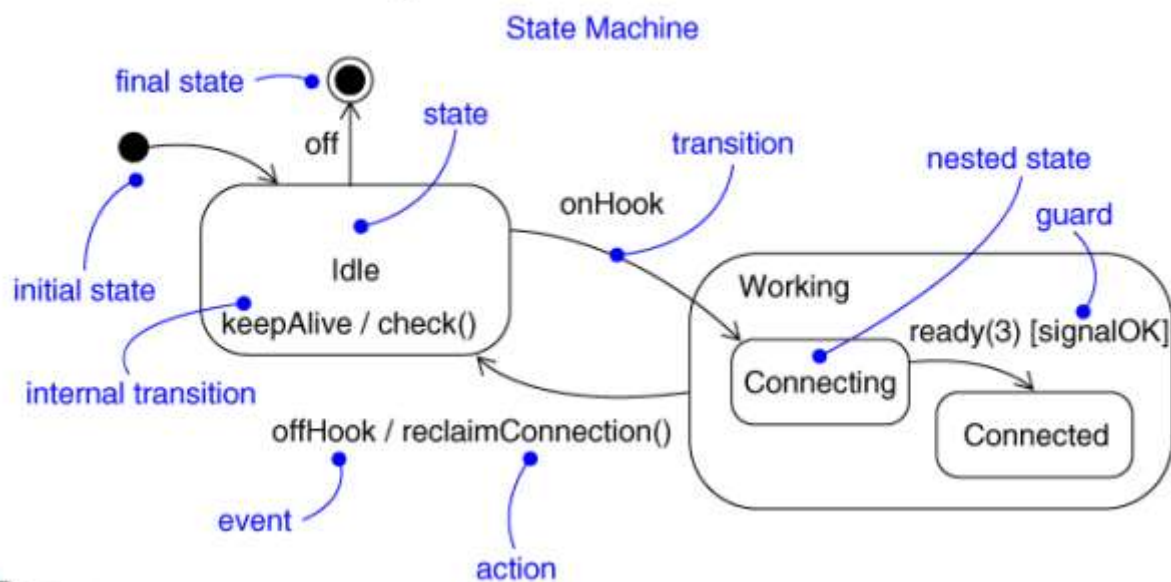 State Machine
final state
state
off
transition
nested state
onHook
guard
initial state
Idle
Working
keepAlive / check()
ready(3) [signalOK]
internal transition
Connecting
offHook / reclaimConnection()
Connected
event
action